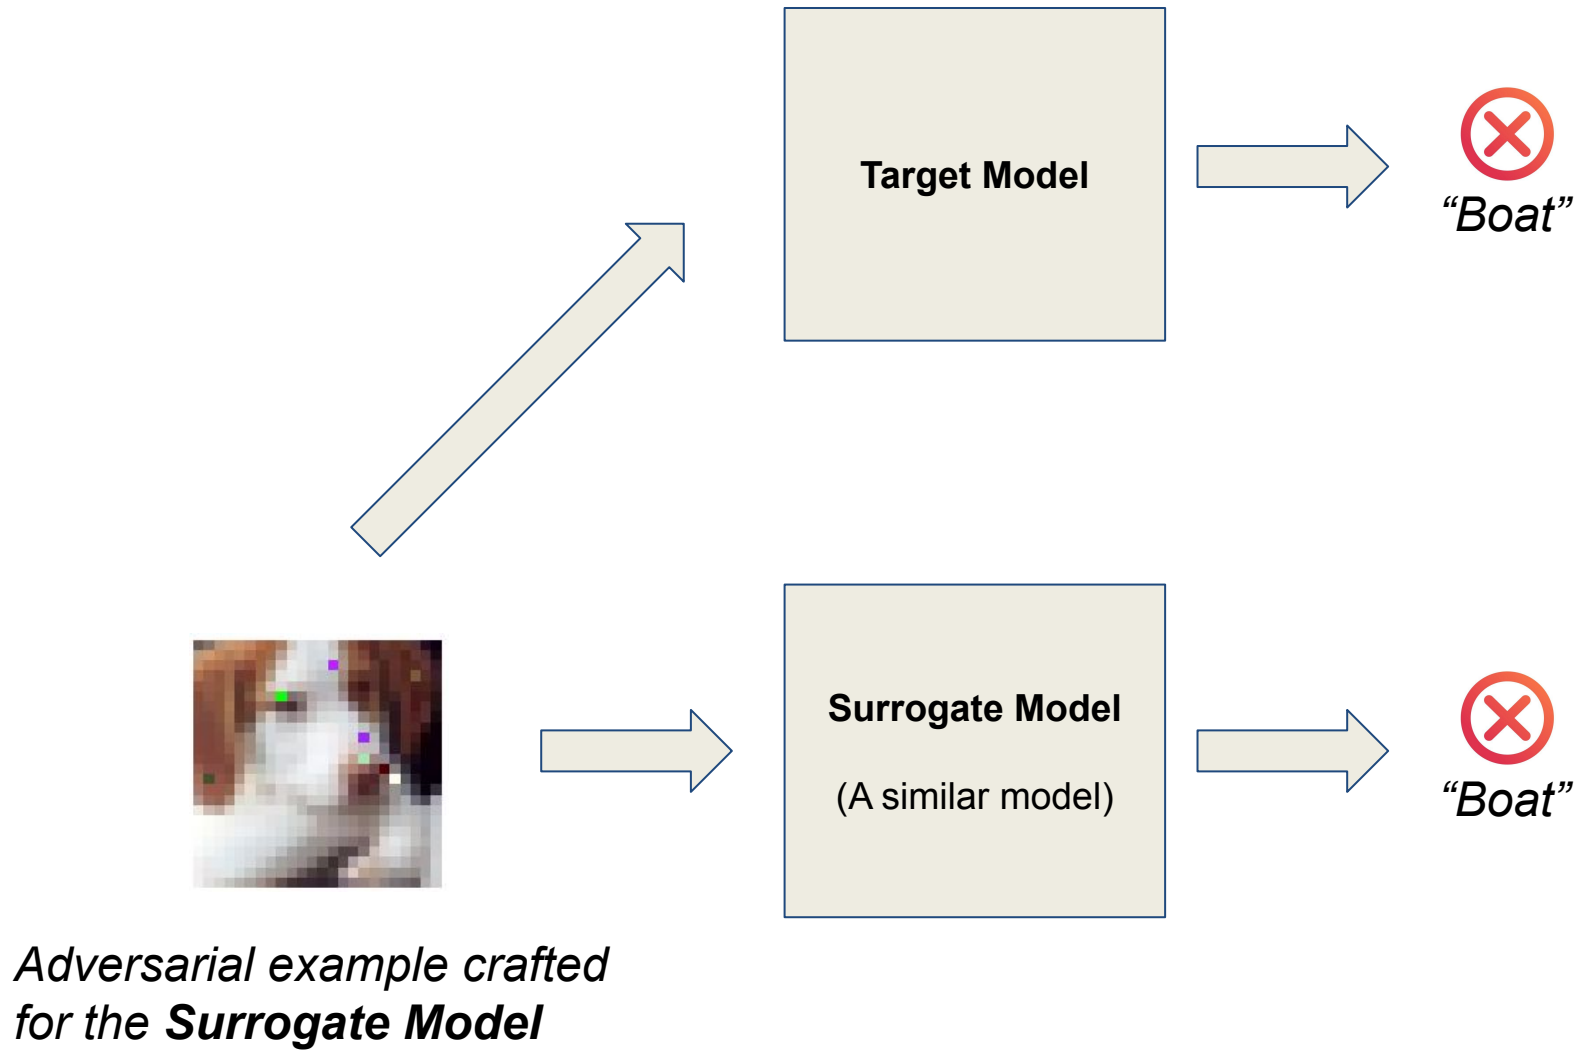 Target Model
“Boat”
Surrogate Model
(A similar model)
“Boat”
Adversarial example crafted
for the Surrogate Model